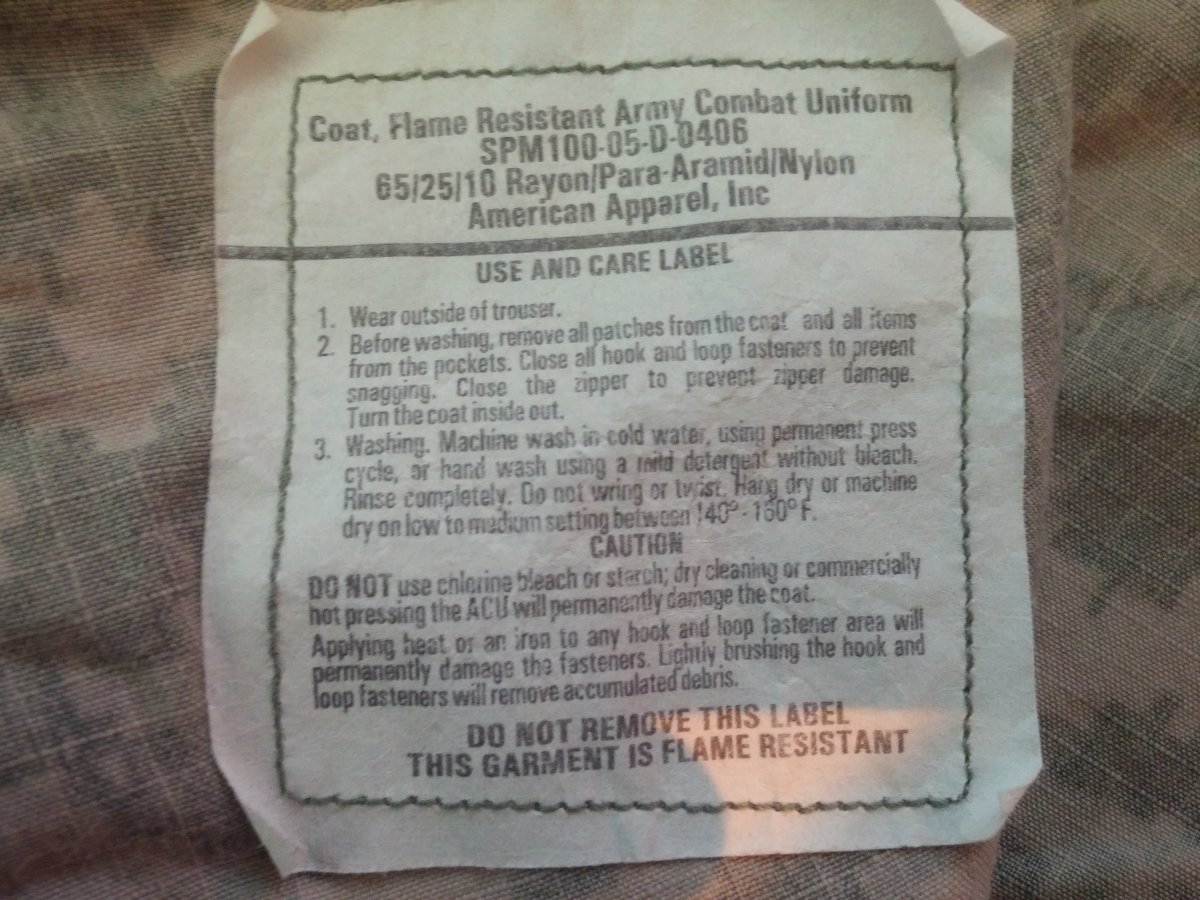 Coat, Flame Resistant Army Combat Uniform
SPM100-05-D-0406
65/25/10 Rayon/Para-Aramid/Nylon
American Apparel, Inc
USE AND CARE LABEL
1. Wear outside of trouser.
2. Before washing, remove all patches from the coat and all items
from the pockets. Close all hook and loop fasteners to prevent
snagging. Close the zipper to prevent zipper damage.
Turn the coat inside out.
3. Washing. Machine wash in cold water, using permanent press
cycle, or hand wash using a mild detergent without bleach.
Rinse completely. Do not wring or twist. Hang dry or machine
dry on low to medium setting between 140° - F.
CAUTION
DO NOT use chlorine bleach or starch; dry cleaning or commercially
hot pressing the ACU will permanently damage the coat.
Applying heat or an iron to any hook and loop fastener area will
permanently damage the fasteners. Lightly brushing the hook and
loop fasteners will remove accumulated debris.
DO NOT REMOVE THIS LABEL
THIS GARMENT IS FLAME RESISTANT